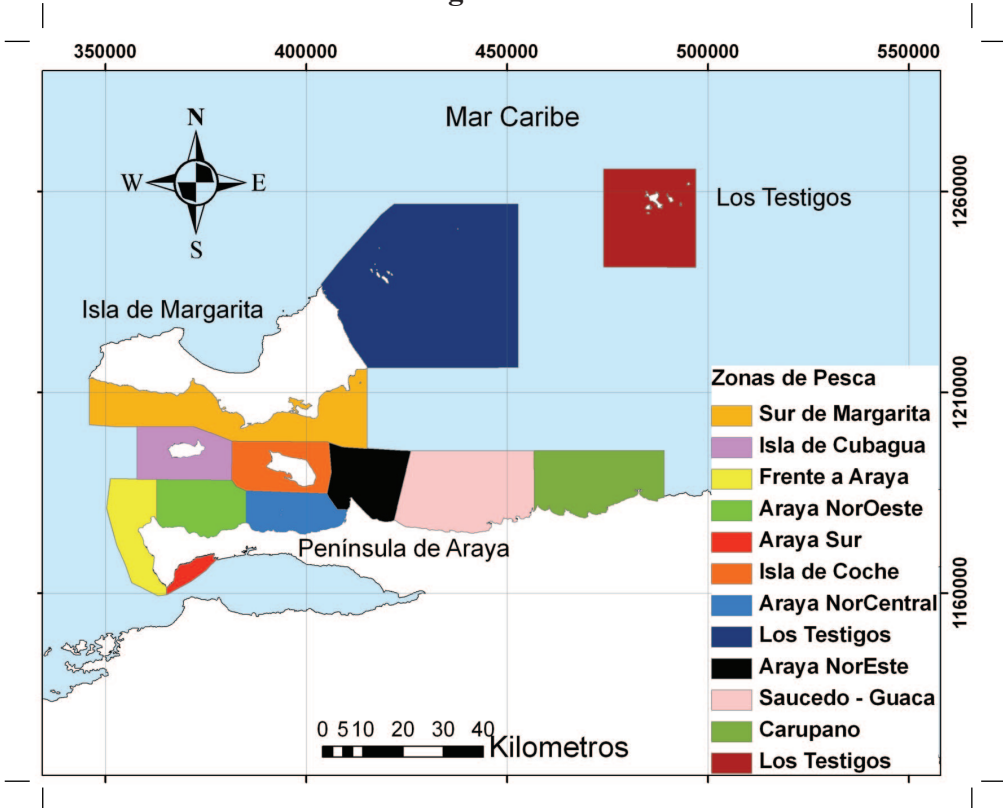 350000 400000 450000 500000 550000
Mar Caribe
N
W E
S
1260000
Los Testigos
Isla de Margarita
1210000
Zonas de Pesca
Sur de Margarita
Isla de Cubagua
Frente a Araya
Araya NorOeste
Araya Sur
Isla de Coche
Araya NorCentral
Los Testigos
Araya NorEste
Saucedo - Guaca
Carupano
Los Testigos
Península de Araya
1160000
0 5 10 20 30 40
Kilometros